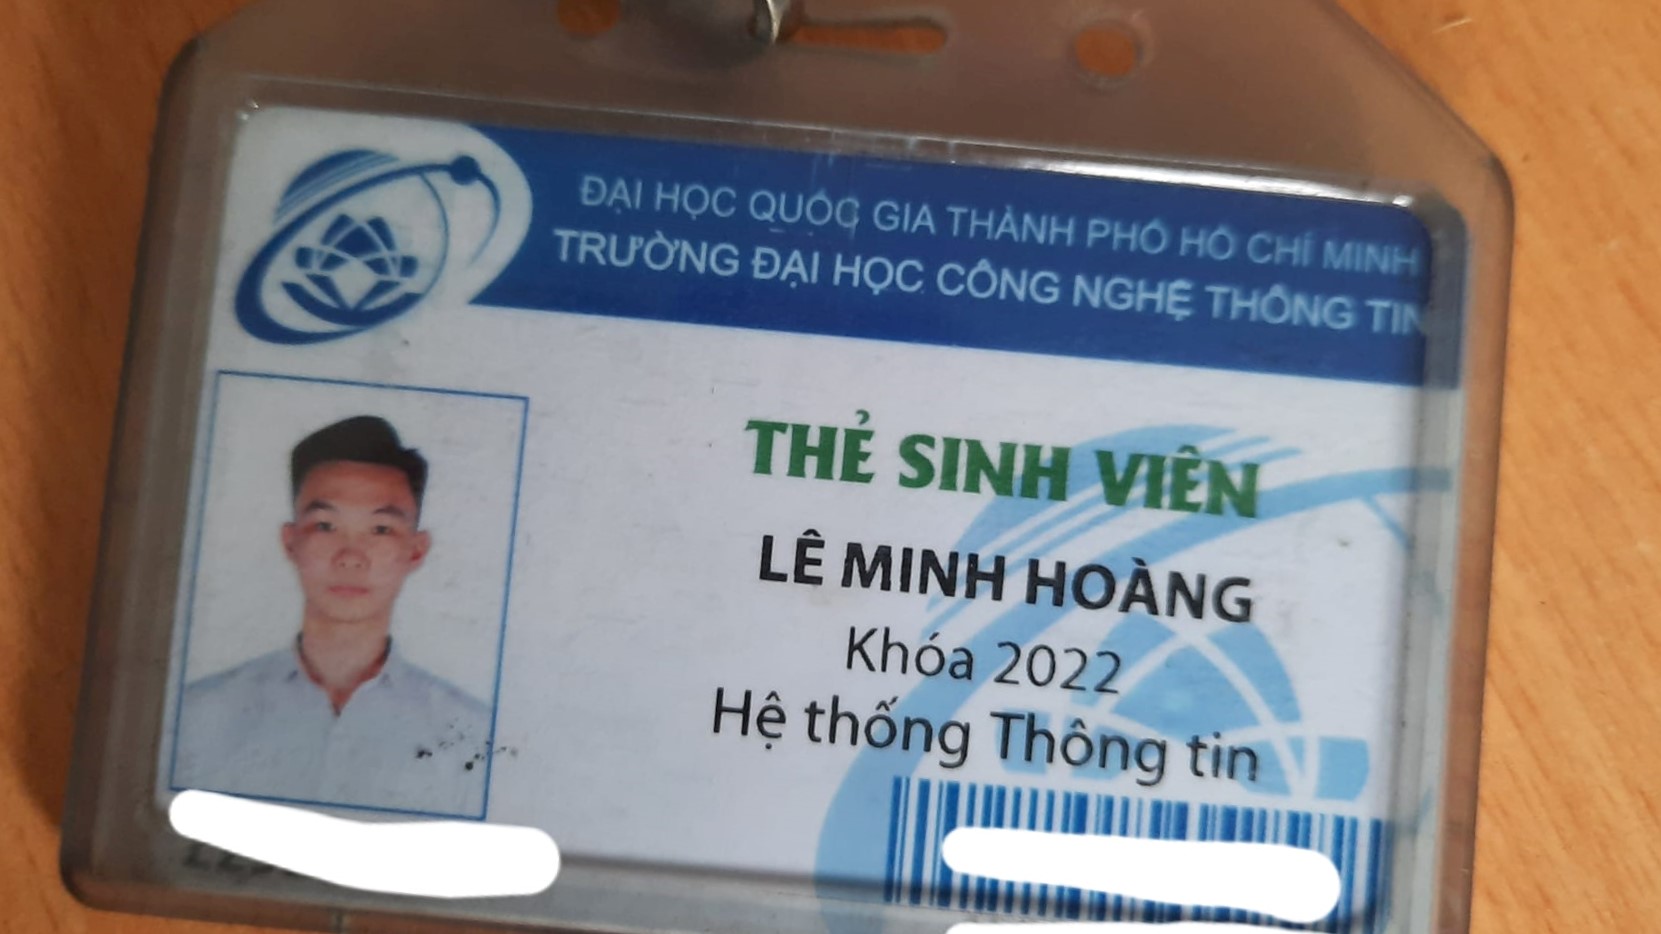 ĐẠI HỌC QUỐC GIA THÀNH PHỐ HỒ CHÍ MINH
TRƯỜNG ĐẠI HỌC CÔNG NGHỆ THÔNG TIN
THẺ SINH VIÊN
LÊ MINH HOÀNG
Khóa 2022
Hệ thống Thông tin